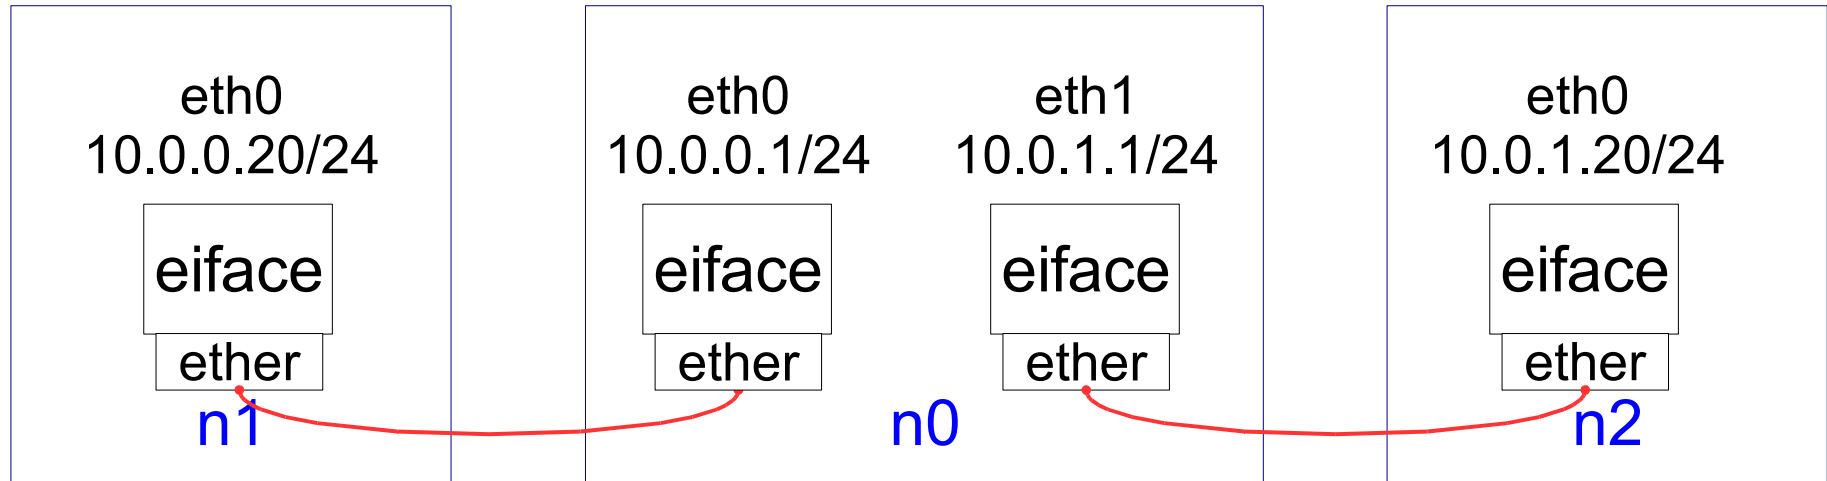 eth0
10.0.0.20/24
eiface
ether
n1
eth0
10.0.0.1/24
eiface
ether
eth1
10.0.1.1/24
eiface
ether
n0
eth0
10.0.1.20/24
eiface
ether
n2